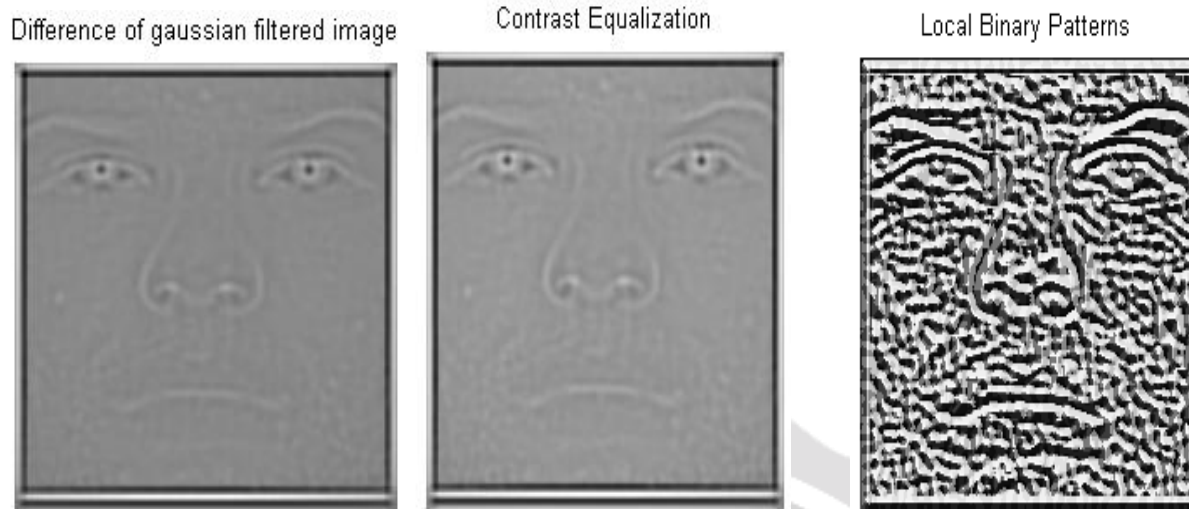 Difference of gaussian filtered image
Contrast Equalization
Local Binary Patterns